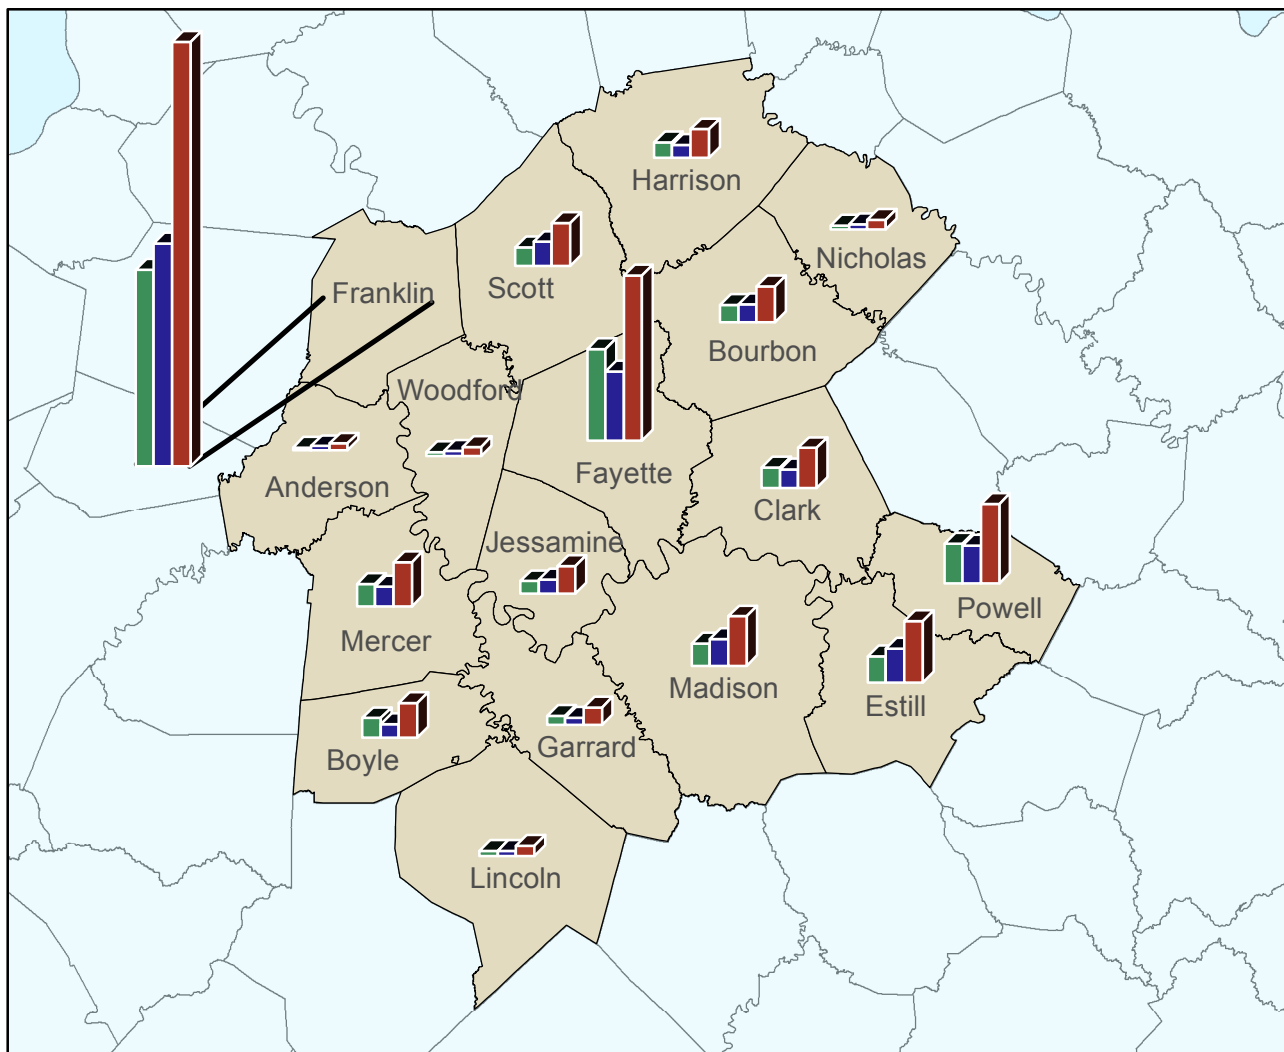 Harrison
Nicholas
Scott
Franklin
Bourbon
Woodford
Fayette
Anderson
Clark
Jessamine
Powell
Mercer
Madison
Estill
Garrard
Boyle
Lincoln